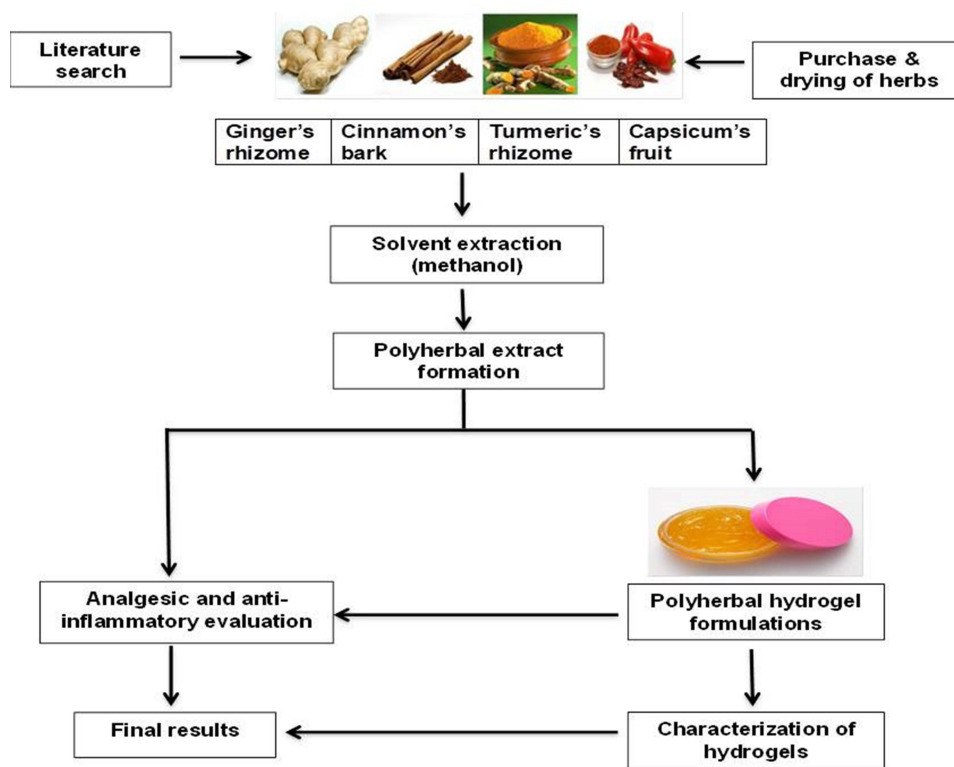 Literature
search
Purchase &
drying of herbs
Ginger's
rhizome
Cinnamon's
bark
Turmeric's
rhizome
Capsicum's
fruit
Solvent extraction
(methanol)
Polyherbal extract
formation
Analgesic and anti-
inflammatory evaluation
Polyherbal hydrogel
formulations
Final results
Characterization of
hydrogels